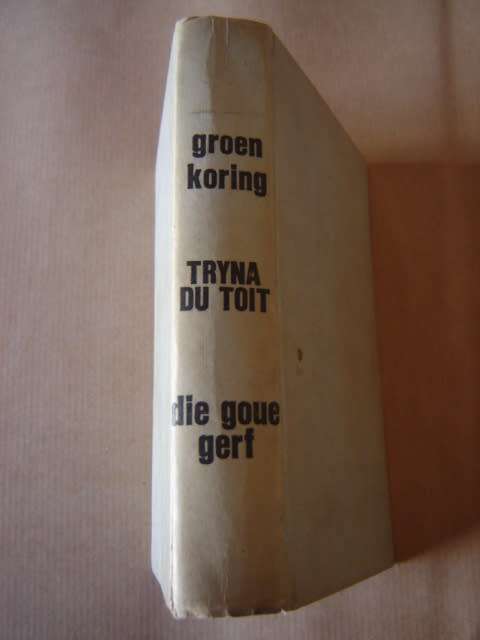 groen
koring
TRYNA
DU TOIT
die goue
gerf